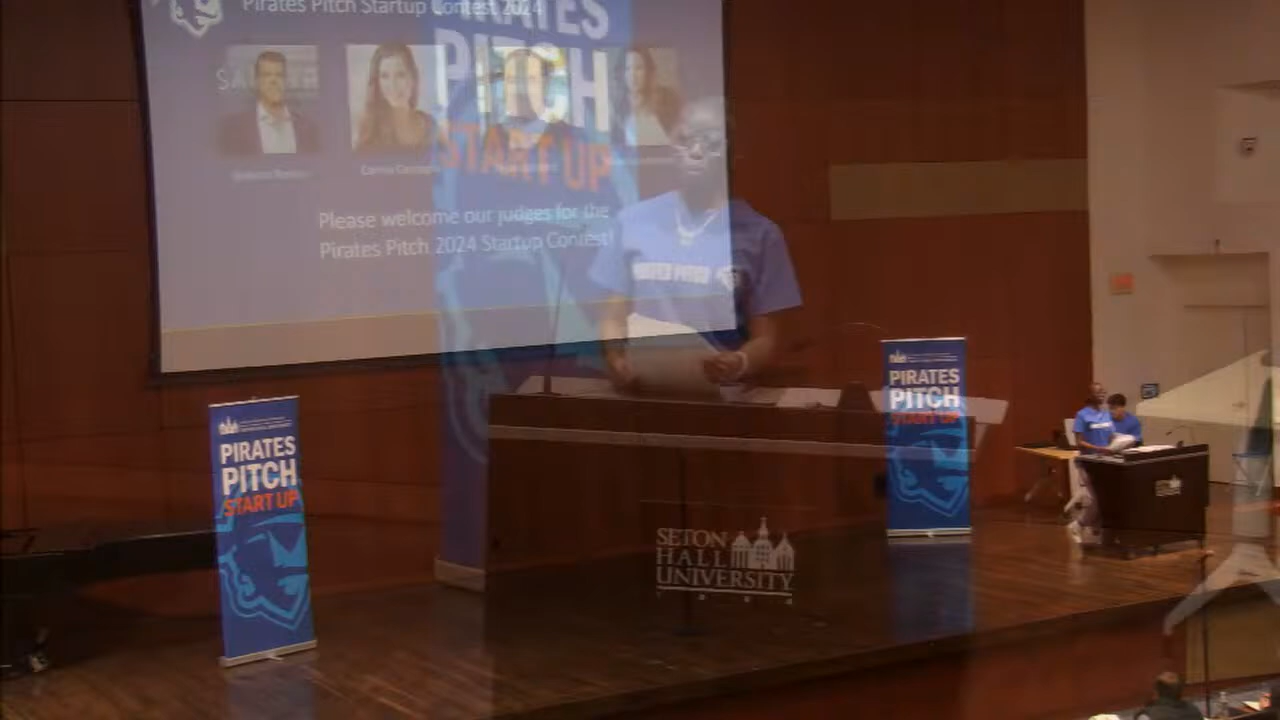 Pirates Pitch Startup Contest 2024
Please welcome our judges for the
Pirates Pitch 2024 Startup Contest!
PIRATES
PITCH
START UP
PIRATES
PITCH
START UP
PIRATES
PITCH
START UP
SETON
HALL
UNIVERSITY